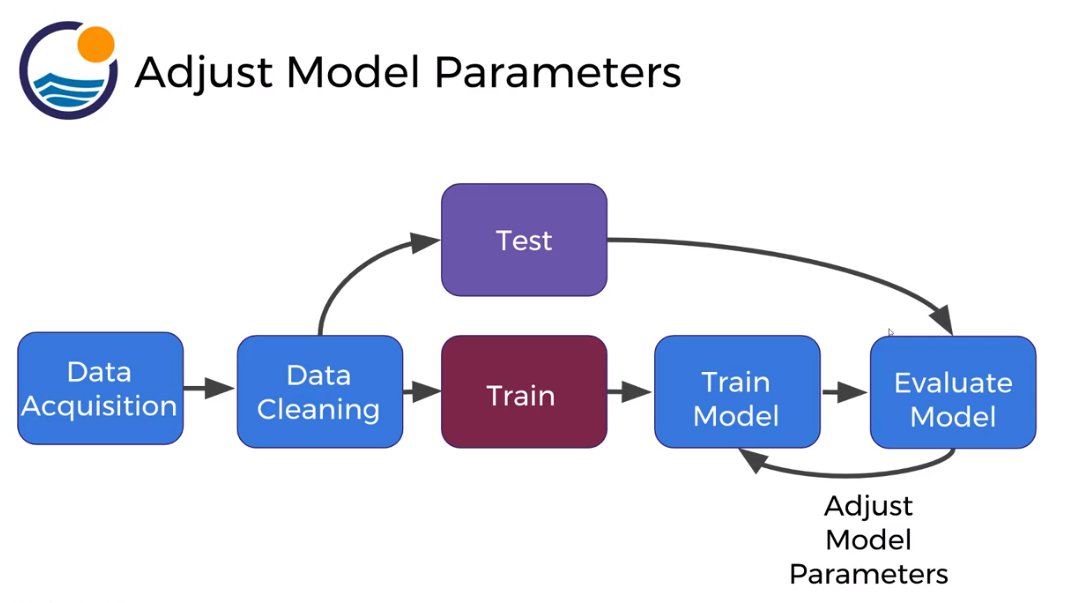 Adjust Model Parameters
Test
Data
Acquisition
Data
Cleaning
Train
Train
Model
Evaluate
Model
Adjust
Model
Parameters